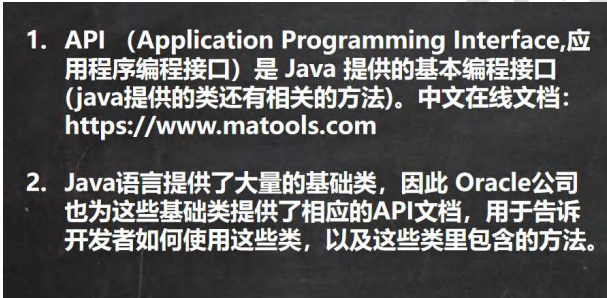 1. API （Application Programming Interface,应
用程序编程接口）是 Java 提供的基本编程接口
(java提供的类还有相关的方法)。中文在线文档：
https://www.matools.com
2. Java语言提供了大量的基础类，因此 Oracle公司
也为这些基础类提供了相应的API文档，用于告诉
开发者如何使用这些类，以及这些类里包含的方法。